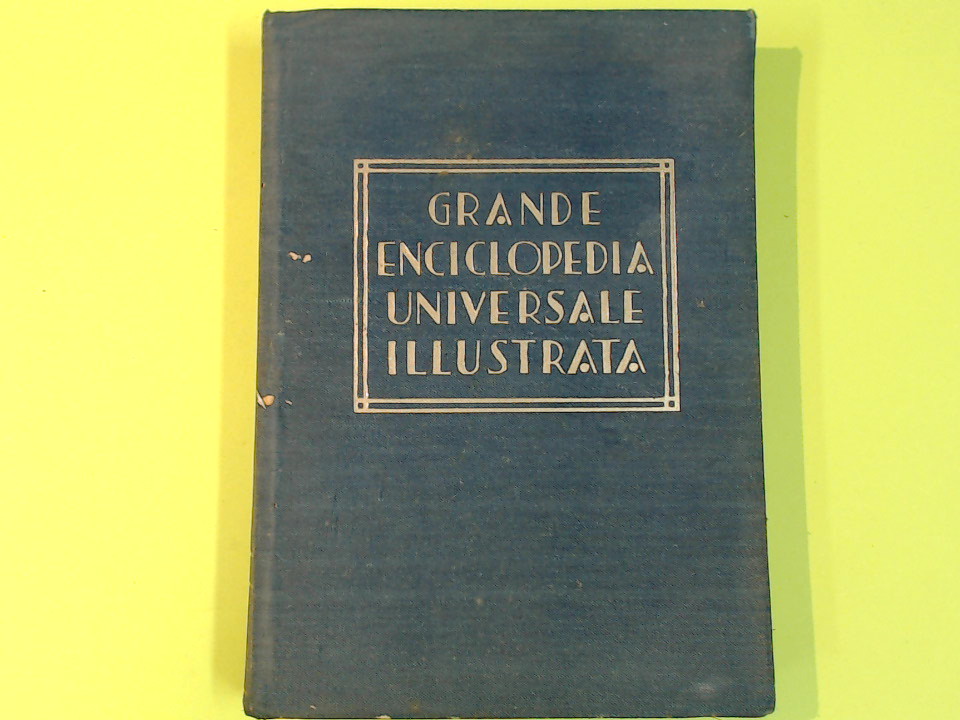 GRANDE
ENCICLOPEDIA
UNIVERSALE
ILLUSTRATA